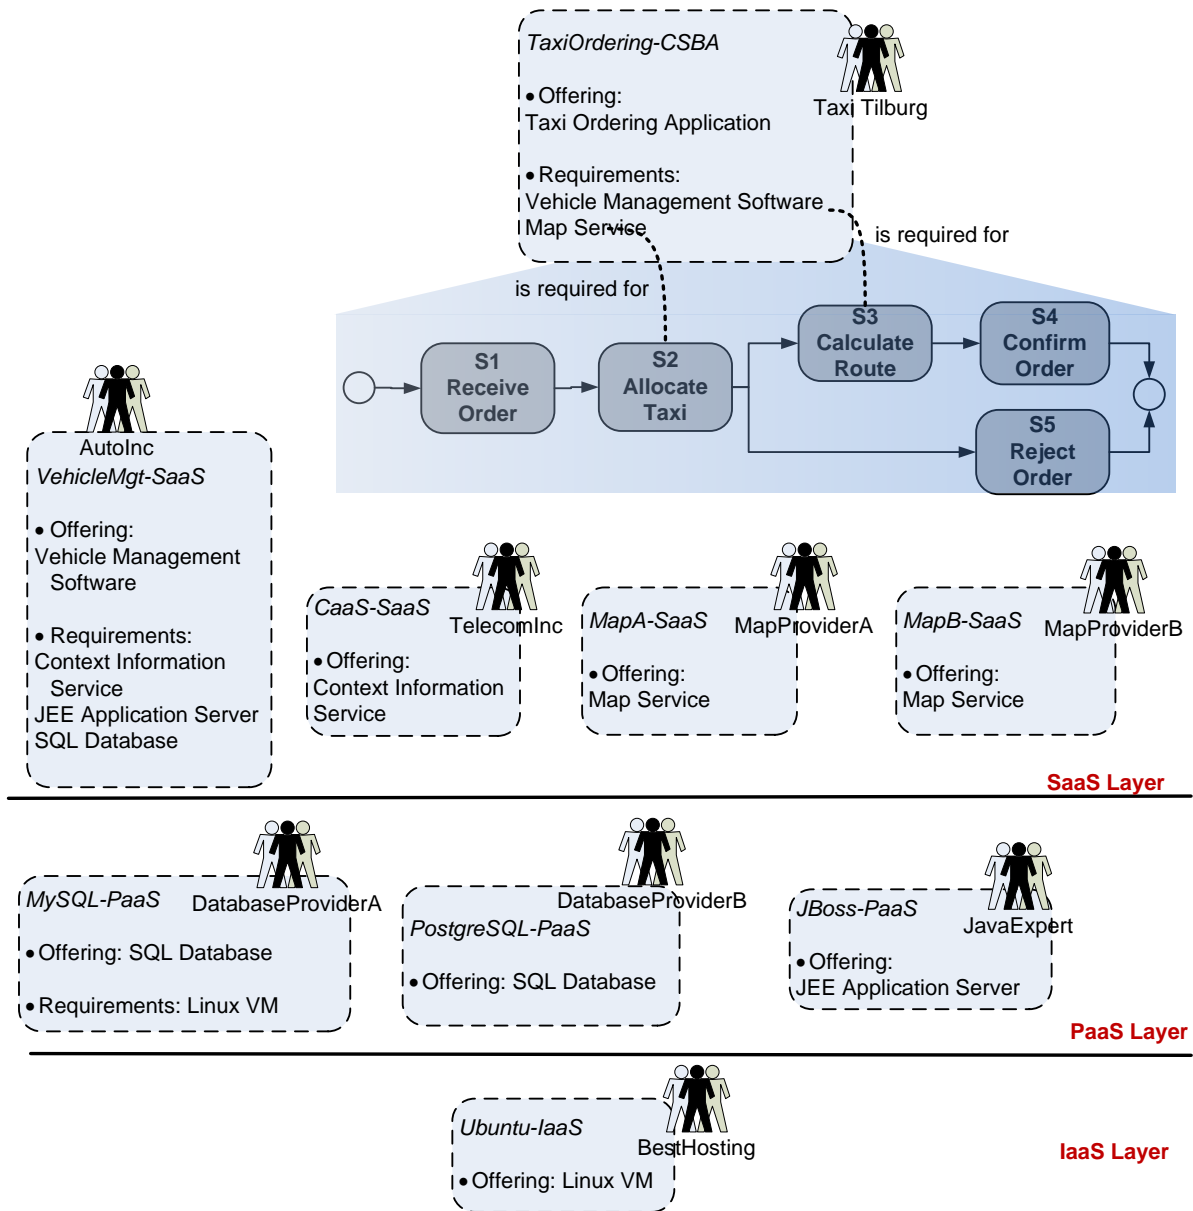 TaxiOrdering-CSBA
• Offering:
Taxi Ordering Application
• Requirements:
Vehicle Management Software
Map Service
Taxi Tilburg
is required for
is required for
S1
Receive
Order
S2
Allocate
Taxi
S3
Calculate
Route
S4
Confirm
Order
S5
Reject
Order
AutoInc
VehicleMgt-SaaS
• Offering:
Vehicle Management
Software
• Requirements:
Context Information
Service
JEE Application Server
SQL Database
CaaS-SaaS
TelecomInc
• Offering:
Context Information
Service
MapA-SaaS
MapProviderA
• Offering:
Map Service
MapB-SaaS
MapProviderB
• Offering:
Map Service
SaaS Layer
MySQL-PaaS
DatabaseProviderA
• Offering: SQL Database
• Requirements: Linux VM
DatabaseProviderB
PostgreSQL-PaaS
• Offering: SQL Database
JBoss-PaaS
JavaExpert
• Offering:
JEE Application Server
PaaS Layer
Ubuntu-IaaS
BestHosting
• Offering: Linux VM
IaaS Layer